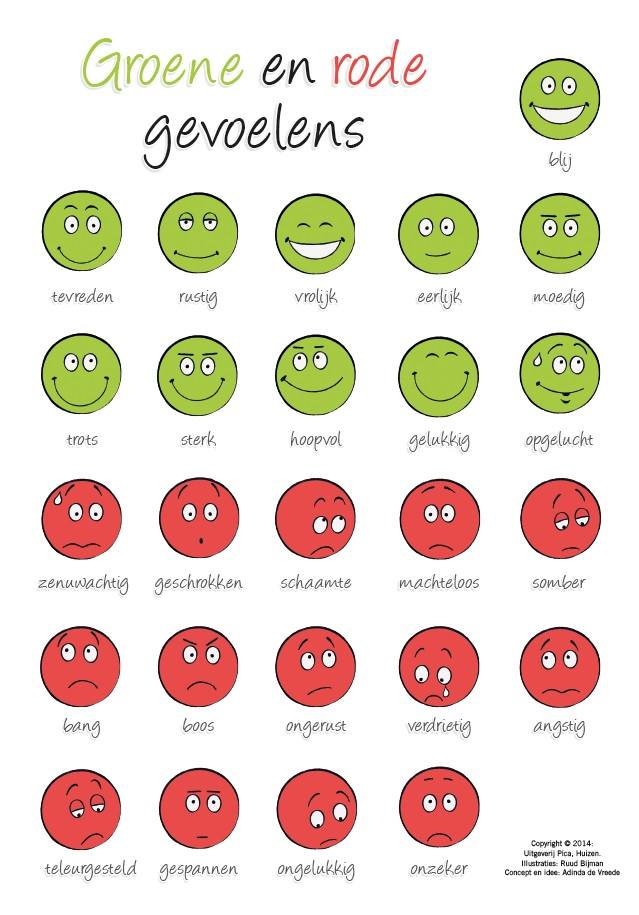 Groene en rode
gevoelens
blij
tevreden rustig vrolijk eerlijk moedig
trots sterk hoopvol gelukkig opgelucht
zenuwachtig geschrokken schaamte machteloos somber
bang boos ongerust verdrietig angstig
teleurgesteld gespannen ongelukkig onzeker
Copyright © 2014:
Uitgeverij Pica, Huizen.
Illustraties: Ruud Bijman
Concept en idee: Adinda de Vreede